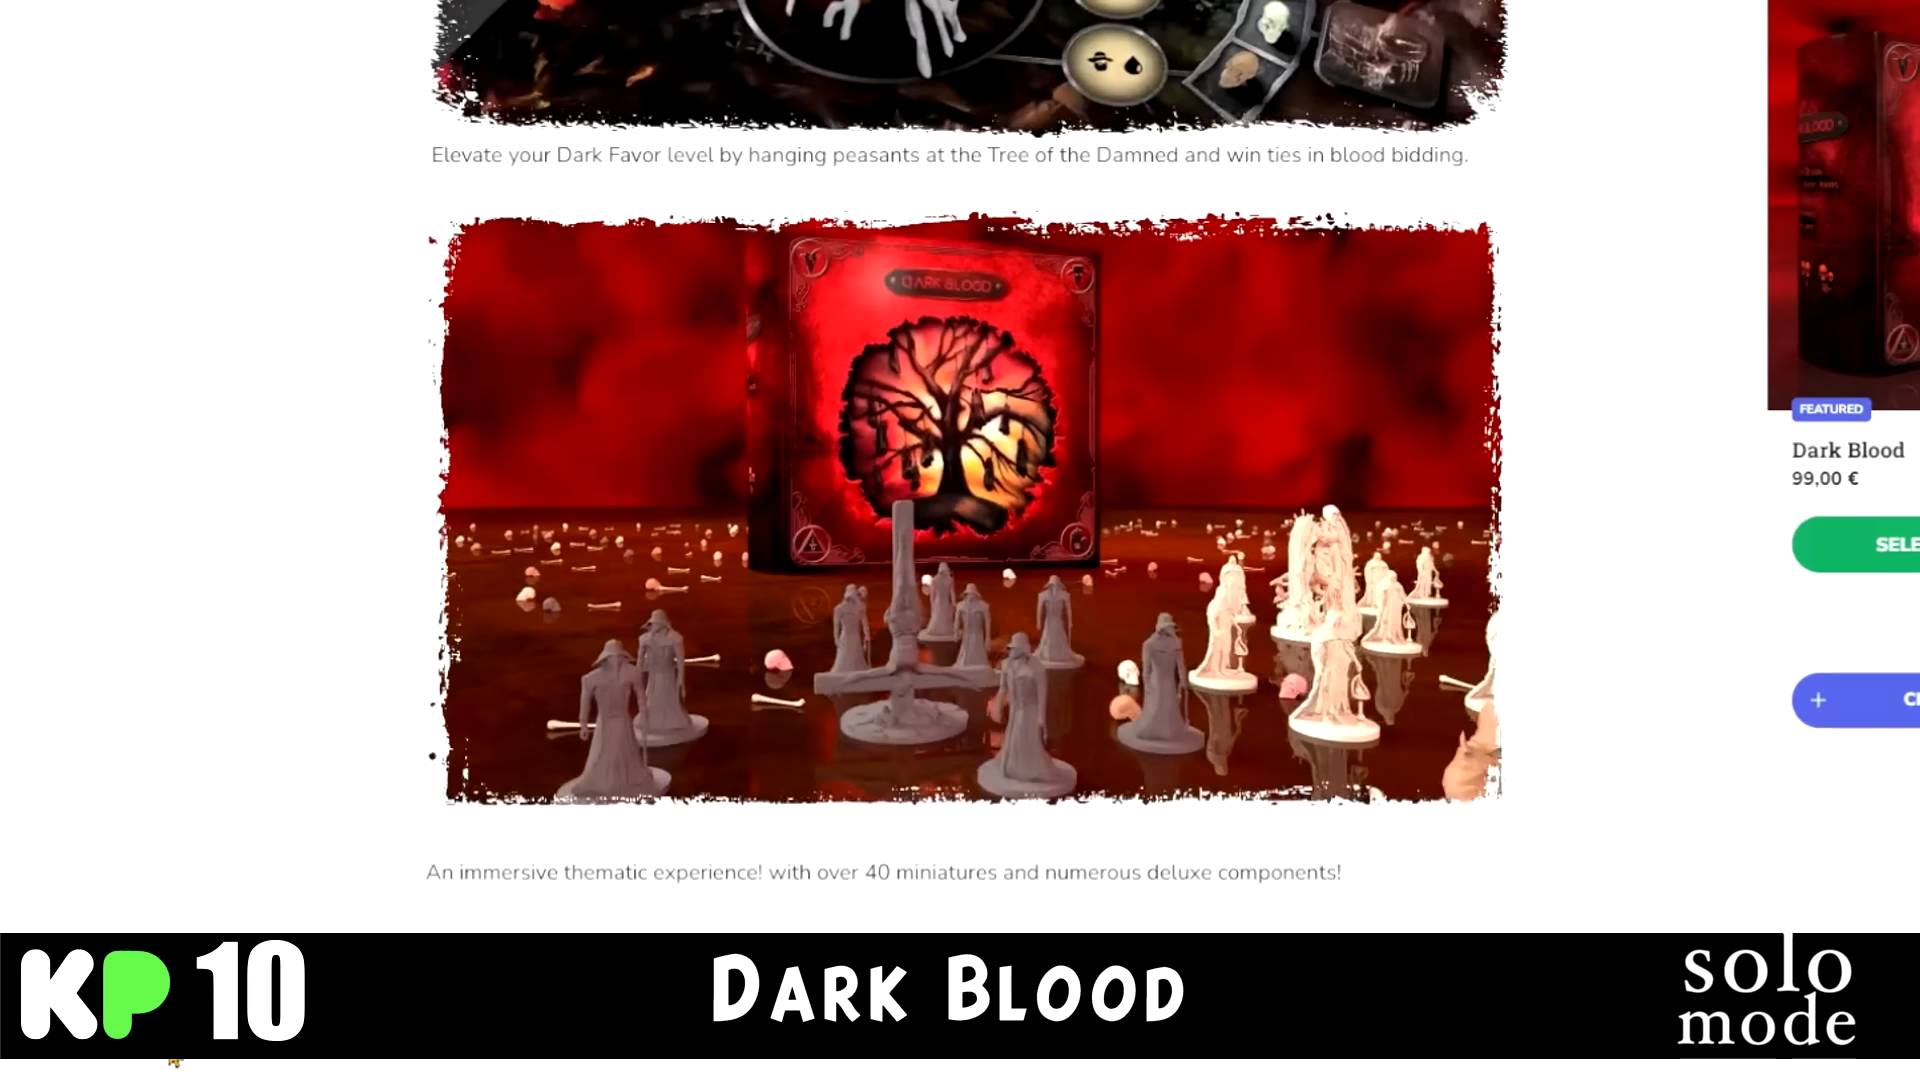 Elevate your Dark Favor level by hanging peasants at the Tree of the Damned and win ties in blood bidding.
DARK BLOOD
BLOOD
FEATURED
Dark Blood
99,00 €
SELE
+ Cl
An immersive thematic experience! with over 40 miniatures and numerous deluxe components!
KP 10
DARK BLOOD
solo
mode